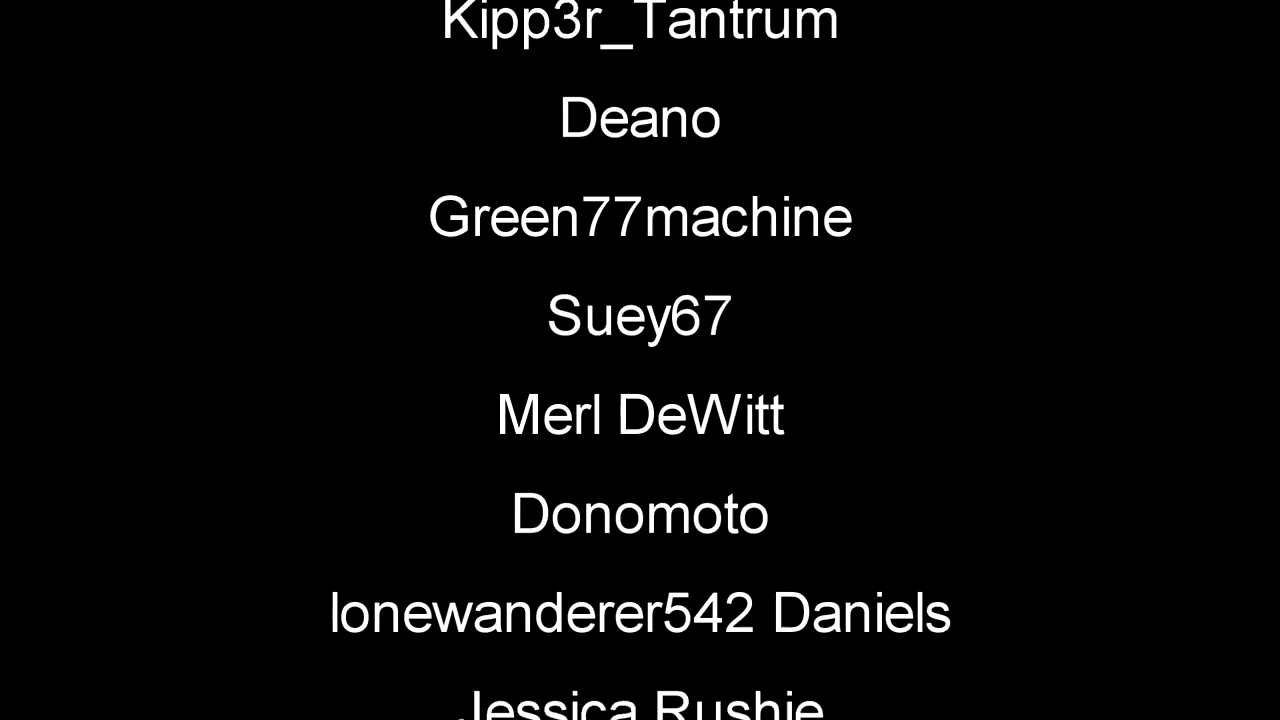 Kipp3r_Tantrum
Deano
Green77machine
Suey67
Merl DeWitt
Donomoto
lonewanderer542 Daniels
Jessica Rushie